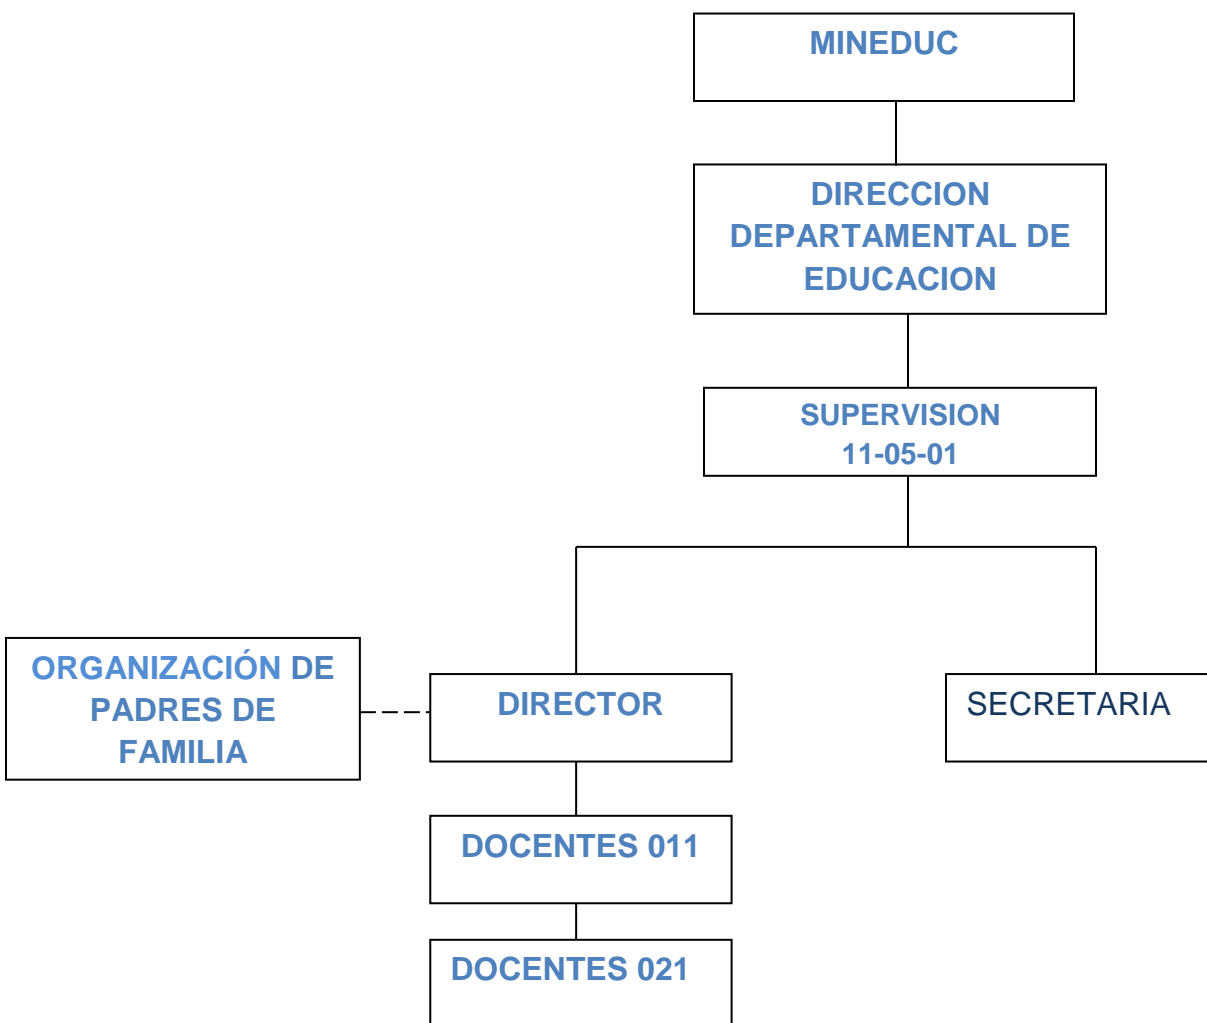 MINEDUC
DIRECCION
DEPARTAMENTAL DE
EDUCACION
SUPERVISION
11-05-01
ORGANIZACIÓN DE
PADRES DE
FAMILIA
DIRECTOR
SECRETARIA
DOCENTES 011
DOCENTES 021